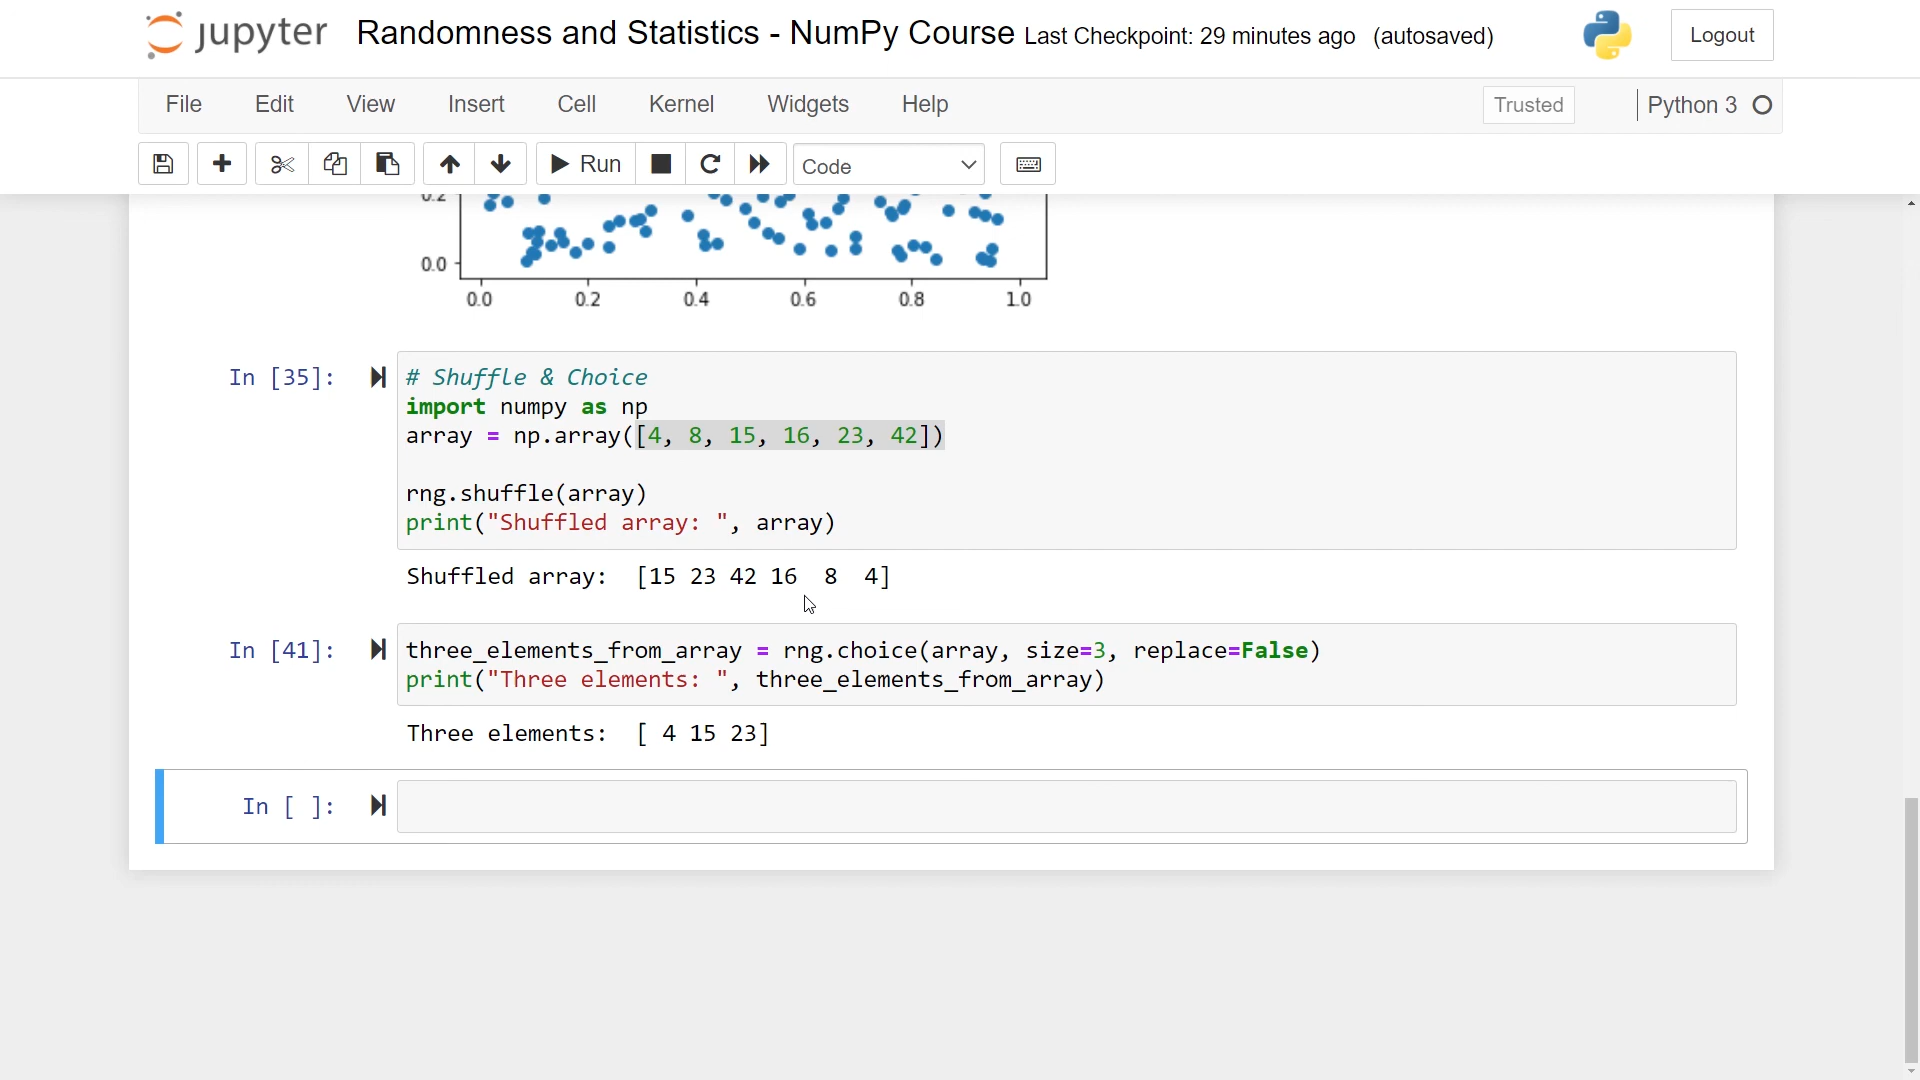 jupyter Randomness and Statistics - NumPy Course Last Checkpoint: 29 minutes ago (autosaved) Logout
File Edit View Insert Cell Kernel Widgets Help Trusted Python 3
Run Code
0.2
0.0
0.0 0.2 0.4 0.6 0.8 1.0
In [35]: # Shuffle & Choice
import numpy as np
array = np.array([4, 8, 15, 16, 23, 42])
rng.shuffle(array)
print("Shuffled array: ", array)
Shuffled array:  [15 23 42 16  8  4]
In [41]: three_elements_from_array = rng.choice(array, size=3, replace=False)
print("Three elements: ", three_elements_from_array)
Three elements:  [ 4 15 23]
In [ ]: